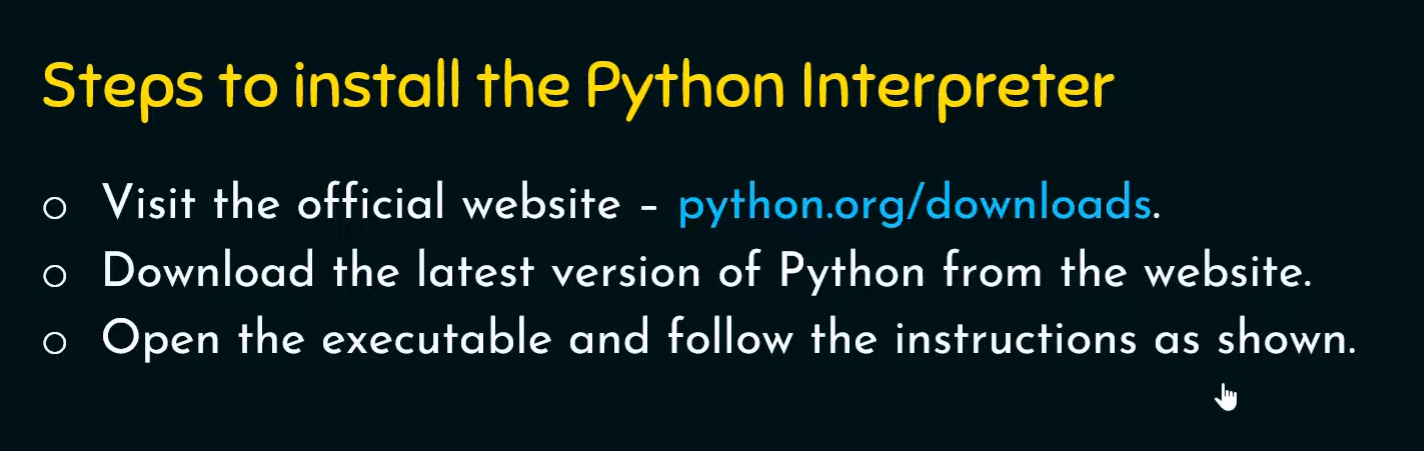 Steps to install the Python Interpreter
○ Visit the official website – python.org/downloads.
○ Download the latest version of Python from the website.
○ Open the executable and follow the instructions as shown.